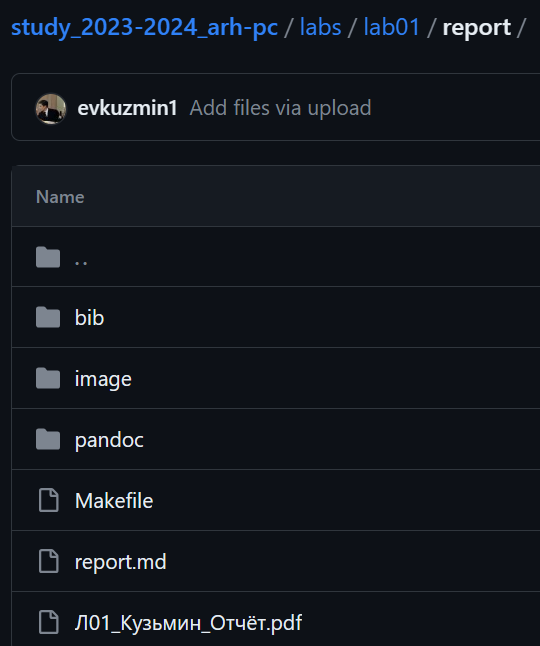 study_2023-2024_arh-pc / labs / lab01 / report /
evkuzmin1 Add files via upload
Name
..
bib
image
pandoc
Makefile
report.md
Л01_Кузьмин_Отчёт.pdf